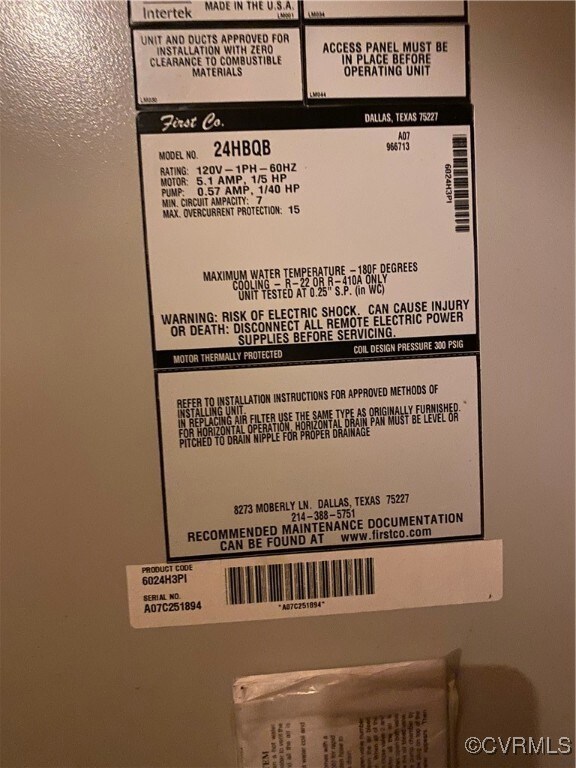 Intertek
MADE IN THE U.S.A.
LM001
LM034
UNIT AND DUCTS APPROVED FOR
INSTALLATION WITH ZERO
CLEARANCE TO COMBUSTIBLE
MATERIALS
LM030
ACCESS PANEL MUST BE
IN PLACE BEFORE
OPERATING UNIT
LM044
First Co.
DALLAS, TEXAS 75227
MODEL NO. 24HBQB
A07
966713
RATING: 120V-1PH-60HZ
MOTOR: 5.1 AMP, 1/5 HP
PUMP: 0.57 AMP, 1/40 HP
MIN. CIRCUIT AMPACITY: 7
MAX. OVERCURRENT PROTECTION: 15
6024H3PI
MAXIMUM WATER TEMPERATURE -180F DEGREES
COOLING - R-22 OR R-410A ONLY
UNIT TESTED AT 0.25" S.P. (in WC)
WARNING: RISK OF ELECTRIC SHOCK. CAN CAUSE INJURY
OR DEATH: DISCONNECT ALL REMOTE ELECTRIC POWER
SUPPLIES BEFORE SERVICING.
MOTOR THERMALLY PROTECTED
COIL DESIGN PRESSURE 300 PSIG
REFER TO INSTALLATION INSTRUCTIONS FOR APPROVED METHODS OF
INSTALLING UNIT.
IN REPLACING AIR FILTER USE THE SAME TYPE AS ORIGINALLY FURNISHED.
FOR HORIZONTAL OPERATION, HORIZONTAL DRAIN PAN MUST BE LEVEL OR
PITCHED TO DRAIN NIPPLE FOR PROPER DRAINAGE
8273 MOBERLY LN. DALLAS, TEXAS 75227
214-388-5751
RECOMMENDED MAINTENANCE DOCUMENTATION
CAN BE FOUND AT www.firstco.com
PRODUCT CODE
6024H3PI
SERIAL NO.
A07C251894
*A07C251894*
©CVRMLS